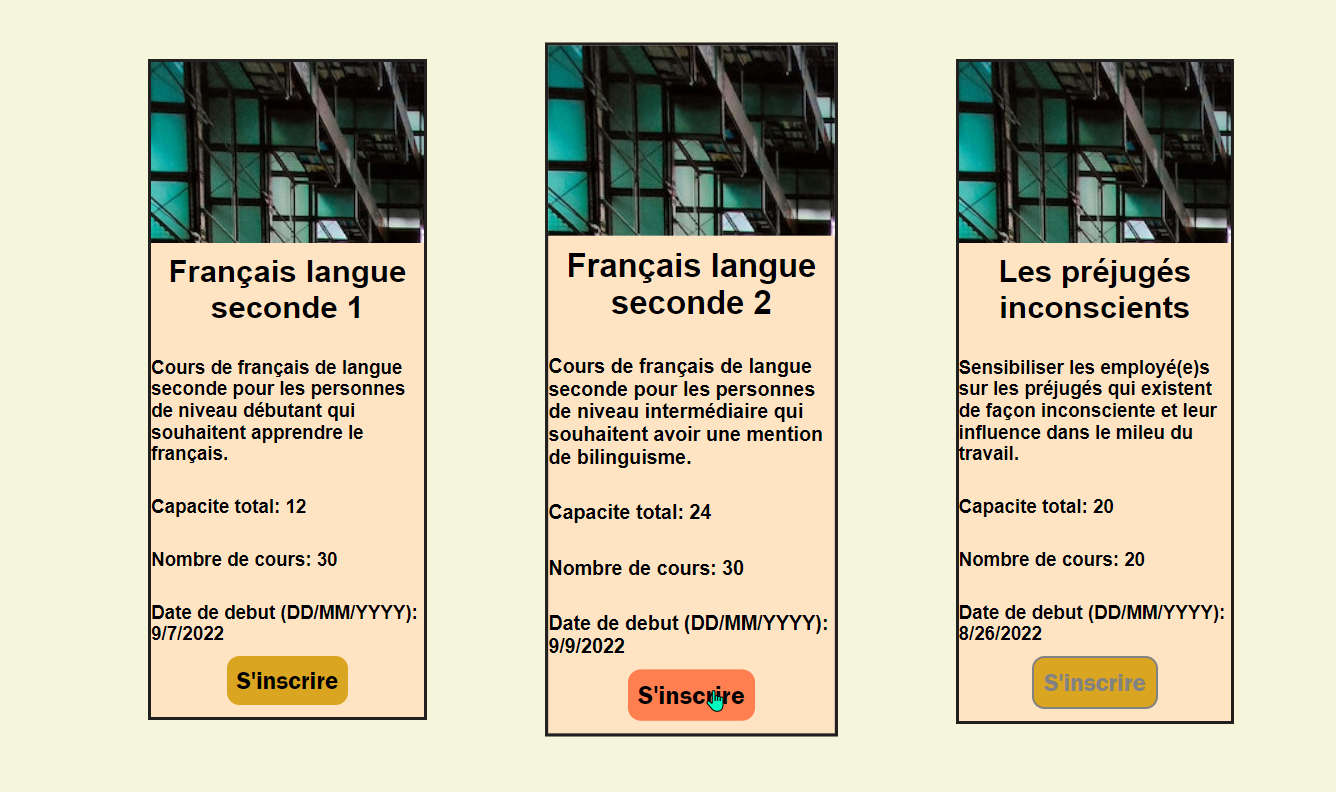 Français langue
seconde 1
Cours de français de langue
seconde pour les personnes
de niveau débutant qui
souhaitent apprendre le
français.
Capacite total: 12
Nombre de cours: 30
Date de debut (DD/MM/YYYY):
9/7/2022
S'inscrire
Français langue
seconde 2
Cours de français de langue
seconde pour les personnes
de niveau intermédiaire qui
souhaitent avoir une mention
de bilinguisme.
Capacite total: 24
Nombre de cours: 30
Date de debut (DD/MM/YYYY):
9/9/2022
S'inscrire
Les préjugés
inconscients
Sensibiliser les employé(e)s
sur les préjugés qui existent
de façon inconsciente et leur
influence dans le mileu du
travail.
Capacite total: 20
Nombre de cours: 20
Date de debut (DD/MM/YYYY):
8/26/2022
S'inscrire